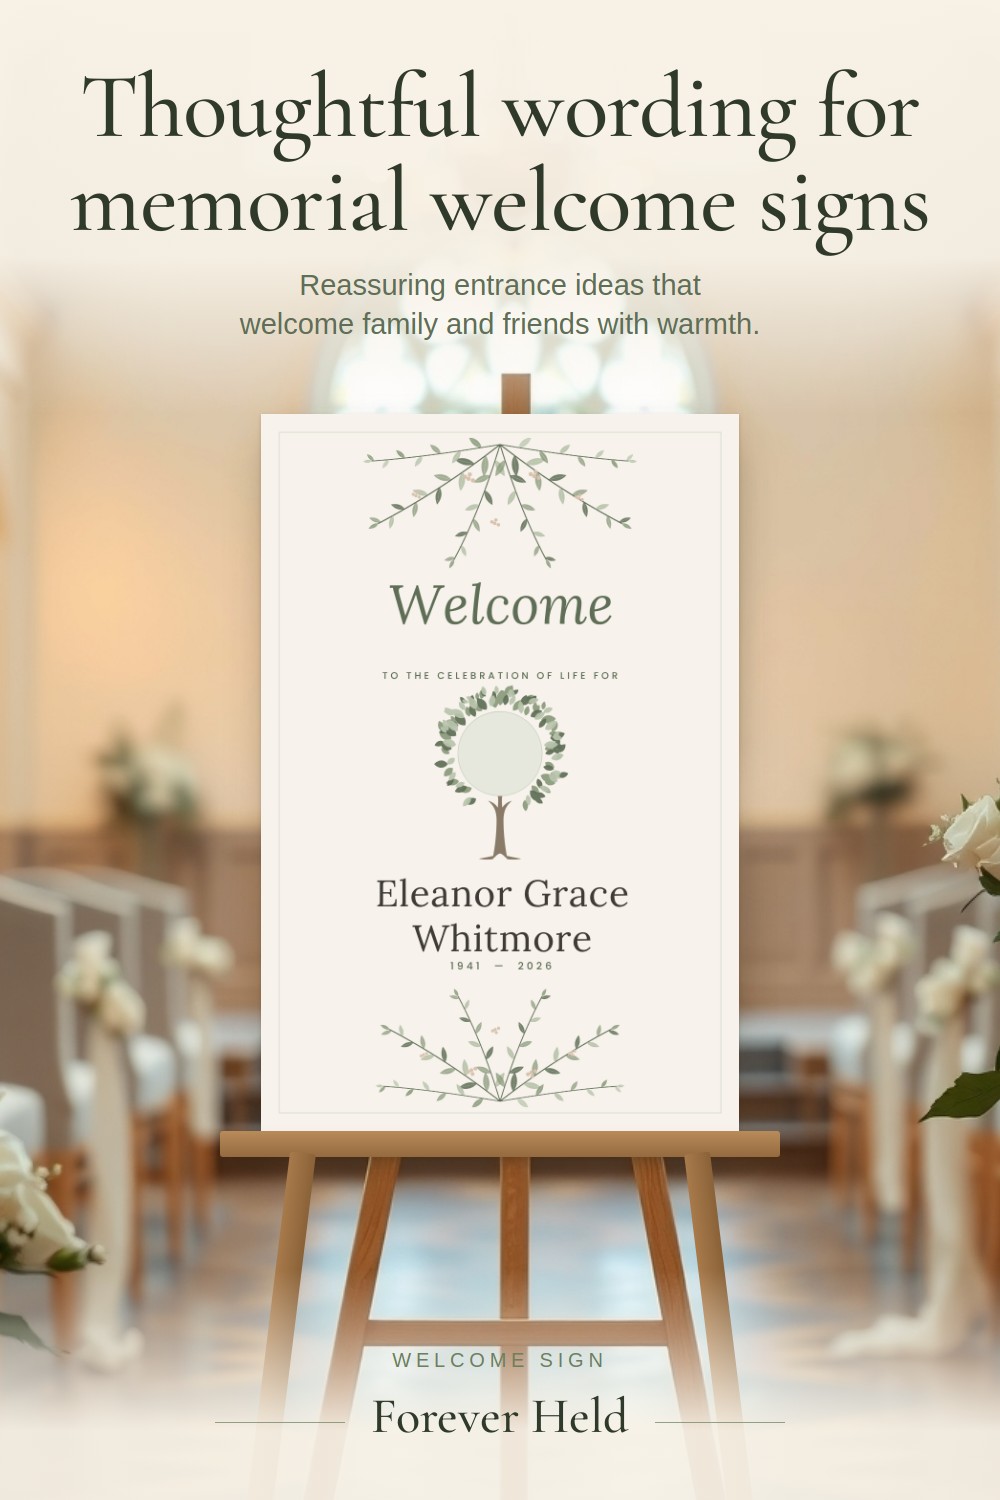 Thoughtful wording for
memorial welcome signs
Reassuring entrance ideas that
welcome family and friends with warmth.
Welcome
TO THE CELEBRATION OF LIFE FOR
Eleanor Grace
Whitmore
1941 — 2026
WELCOME SIGN
Forever Held